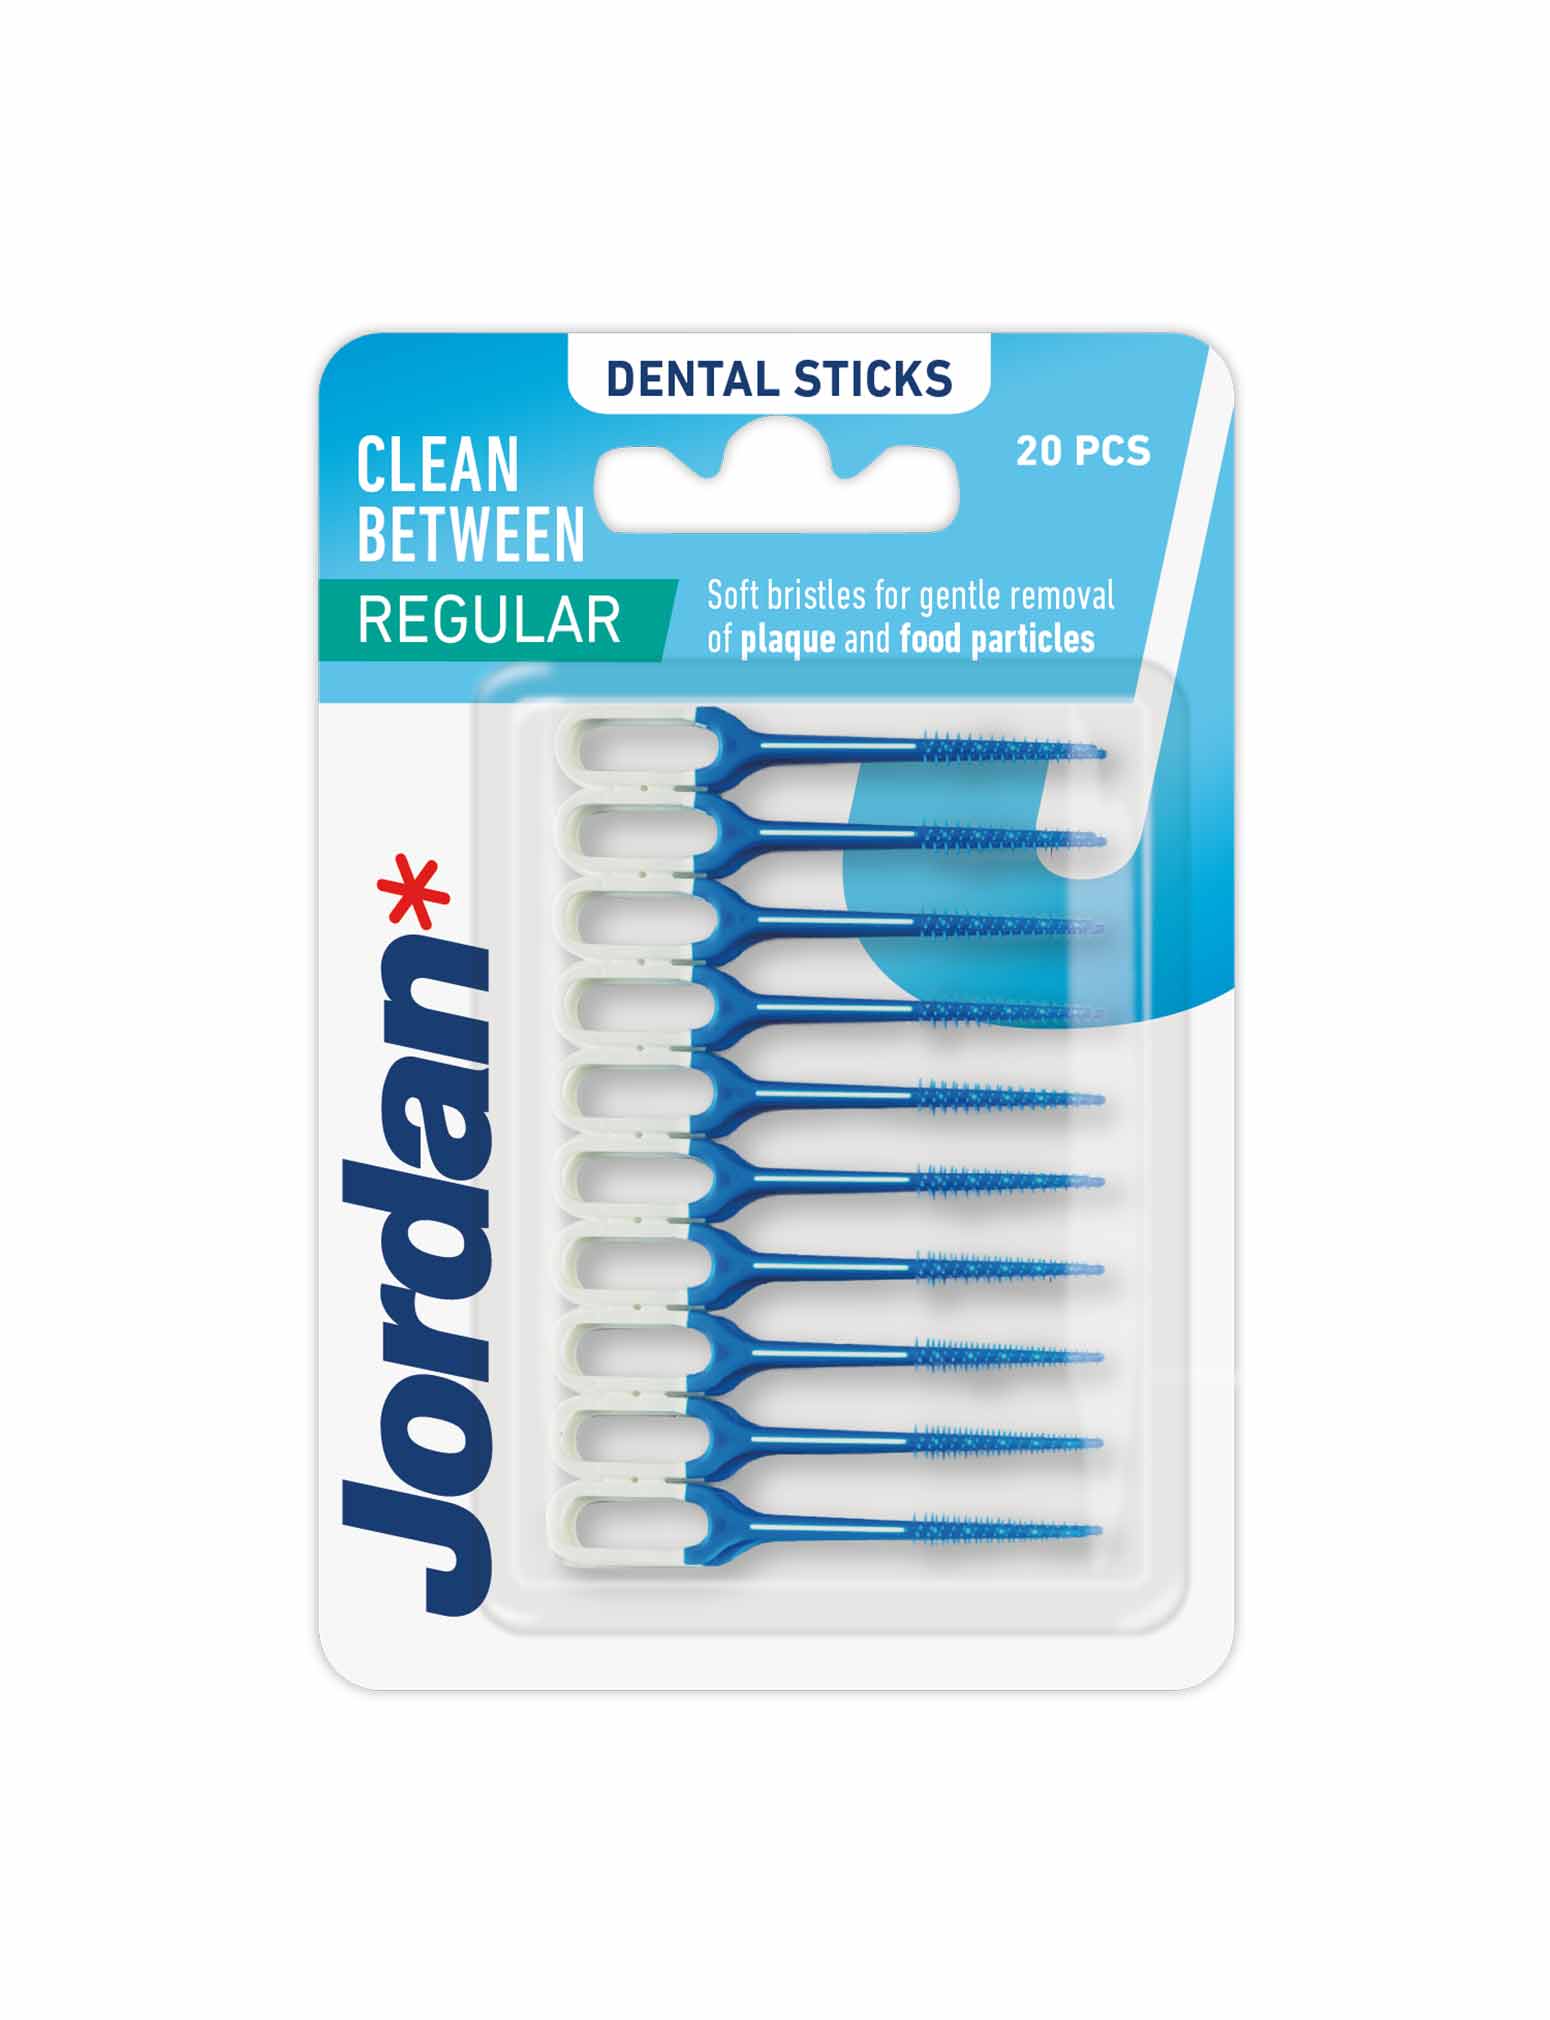 DENTAL STICKS
CLEAN
BETWEEN
REGULAR
20 PCS
Soft bristles for gentle removal
of plaque and food particles
Jordan*